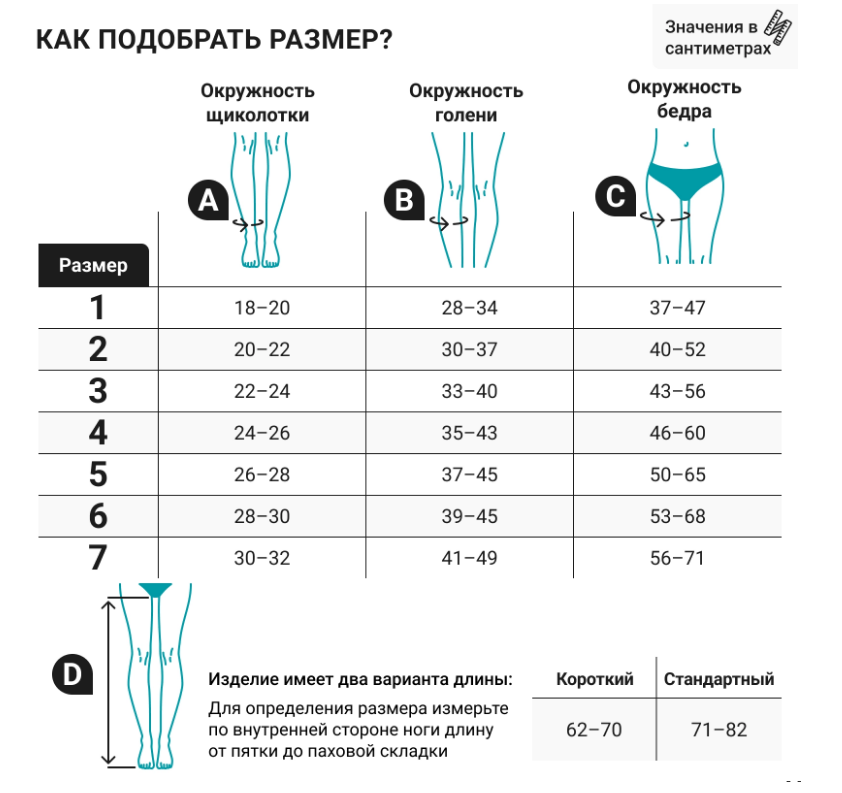 КАК ПОДОБРАТЬ РАЗМЕР?
Значения в
сантиметрах
Окружность
щиколотки
Окружность
голени
Окружность
бедра
A
B
C
Размер
1 18–20 28–34 37–47
2 20–22 30–37 40–52
3 22–24 33–40 43–56
4 24–26 35–43 46–60
5 26–28 37–45 50–65
6 28–30 39–45 53–68
7 30–32 41–49 56–71
D
Изделие имеет два варианта длины:
Для определения размера измерьте
по внутренней стороне ноги длину
от пятки до паховой складки
Короткий Стандартный
62–70 71–82